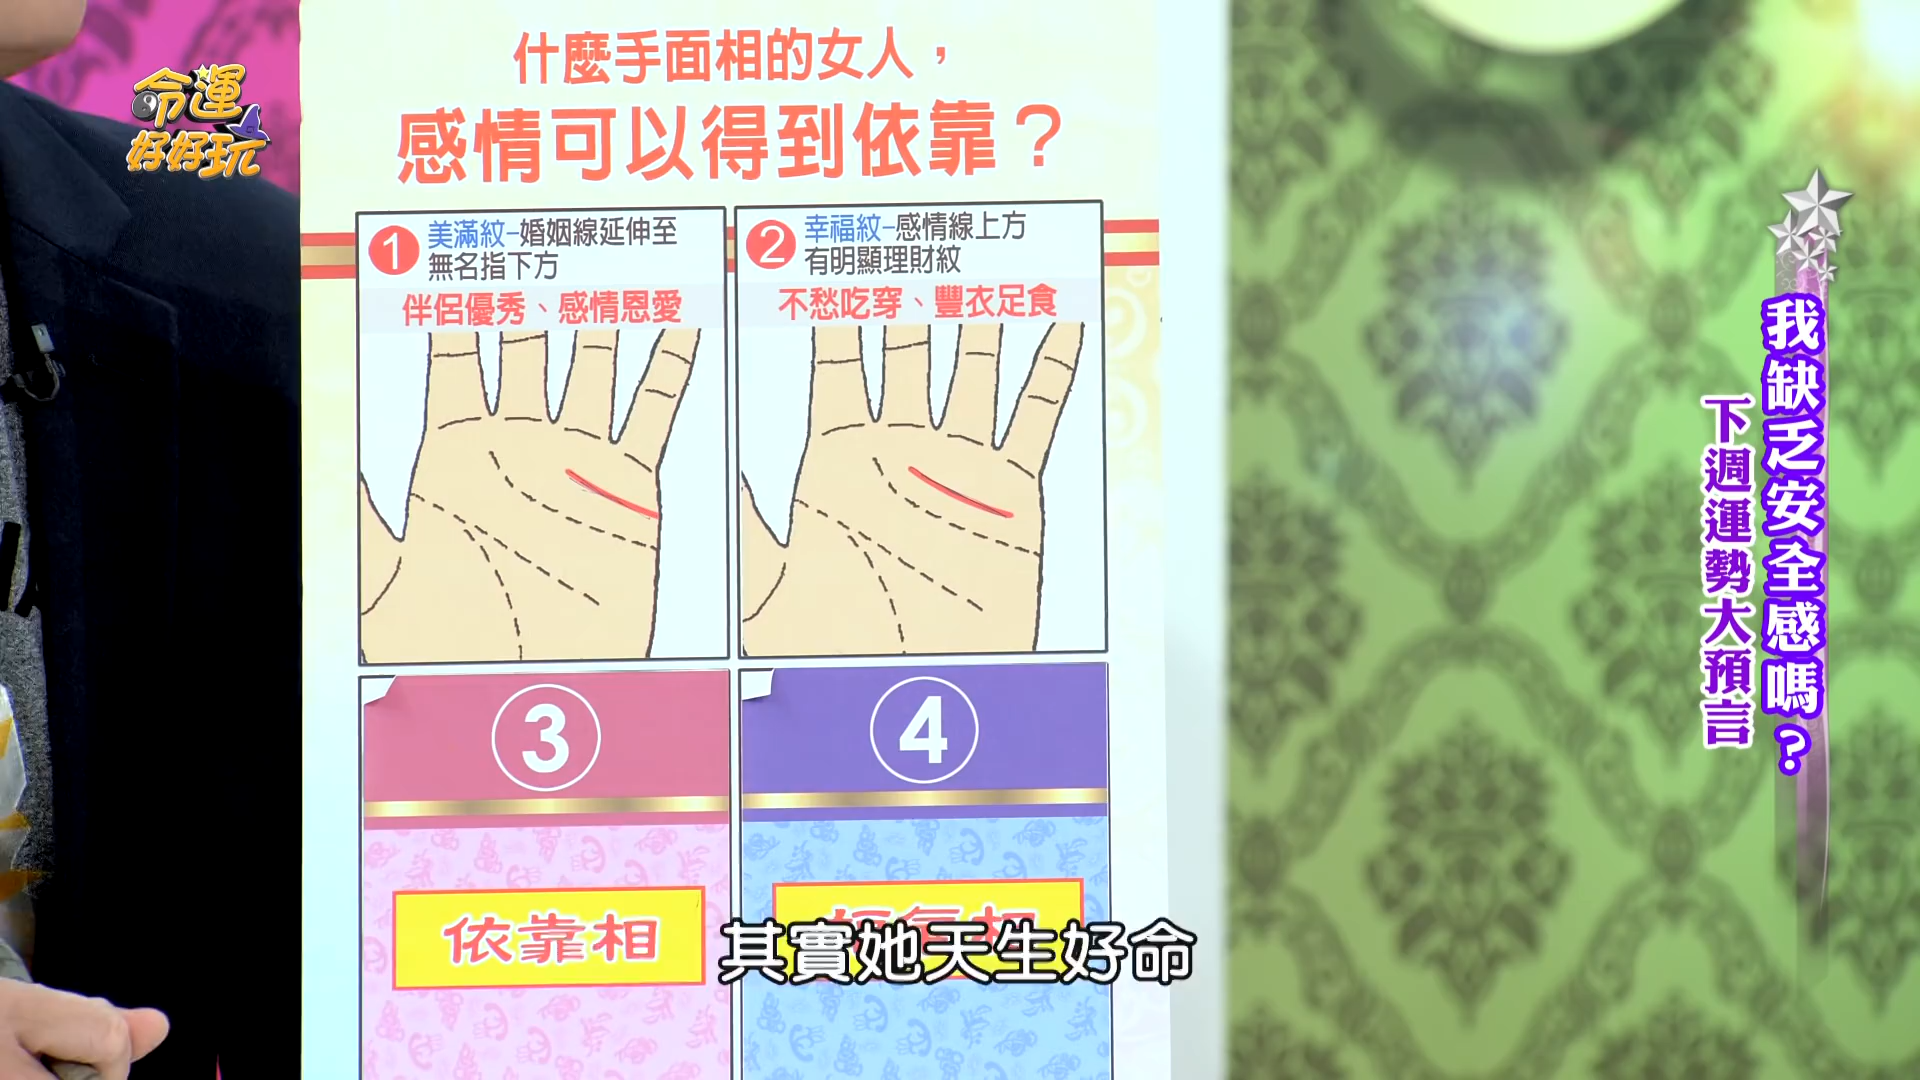 命運
好好玩
什麼手面相的女人，
感情可以得到依靠？
1 美滿紋-婚姻線延伸至
無名指下方
伴侶優秀、感情恩愛
2 幸福紋-感情線上方
有明顯理財紋
不愁吃穿、豐衣足食
3
依靠相
4
其實她天生好命
我缺乏安全感嗎？
下週運勢大預言